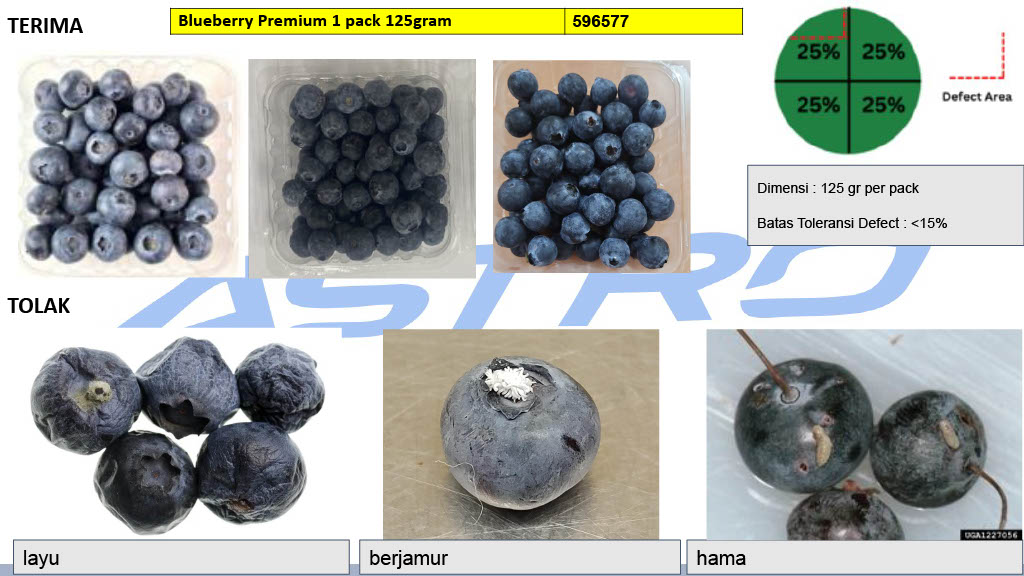 TERIMA
Blueberry Premium 1 pack 125gram 596577
25% 25%
25% 25%
Defect Area
Dimensi : 125 gr per pack
Batas Toleransi Defect : <15%
ASTRO
TOLAK
UGA1227056
layu berjamur hama